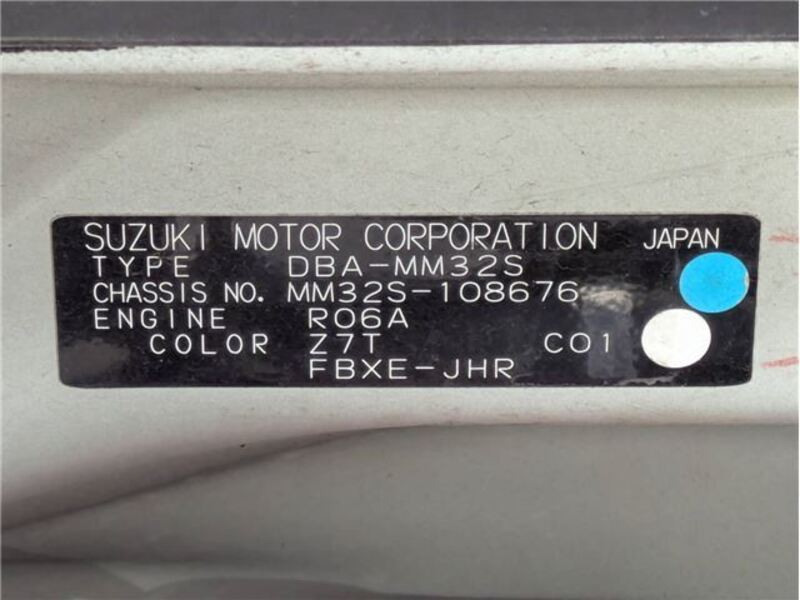 SUZUKI MOTOR CORPORATION JAPAN
TYPE DBA-MM32S
CHASSIS NO. MM32S-108676
ENGINE R06A
COLOR Z7T C01
FBXE-JHR